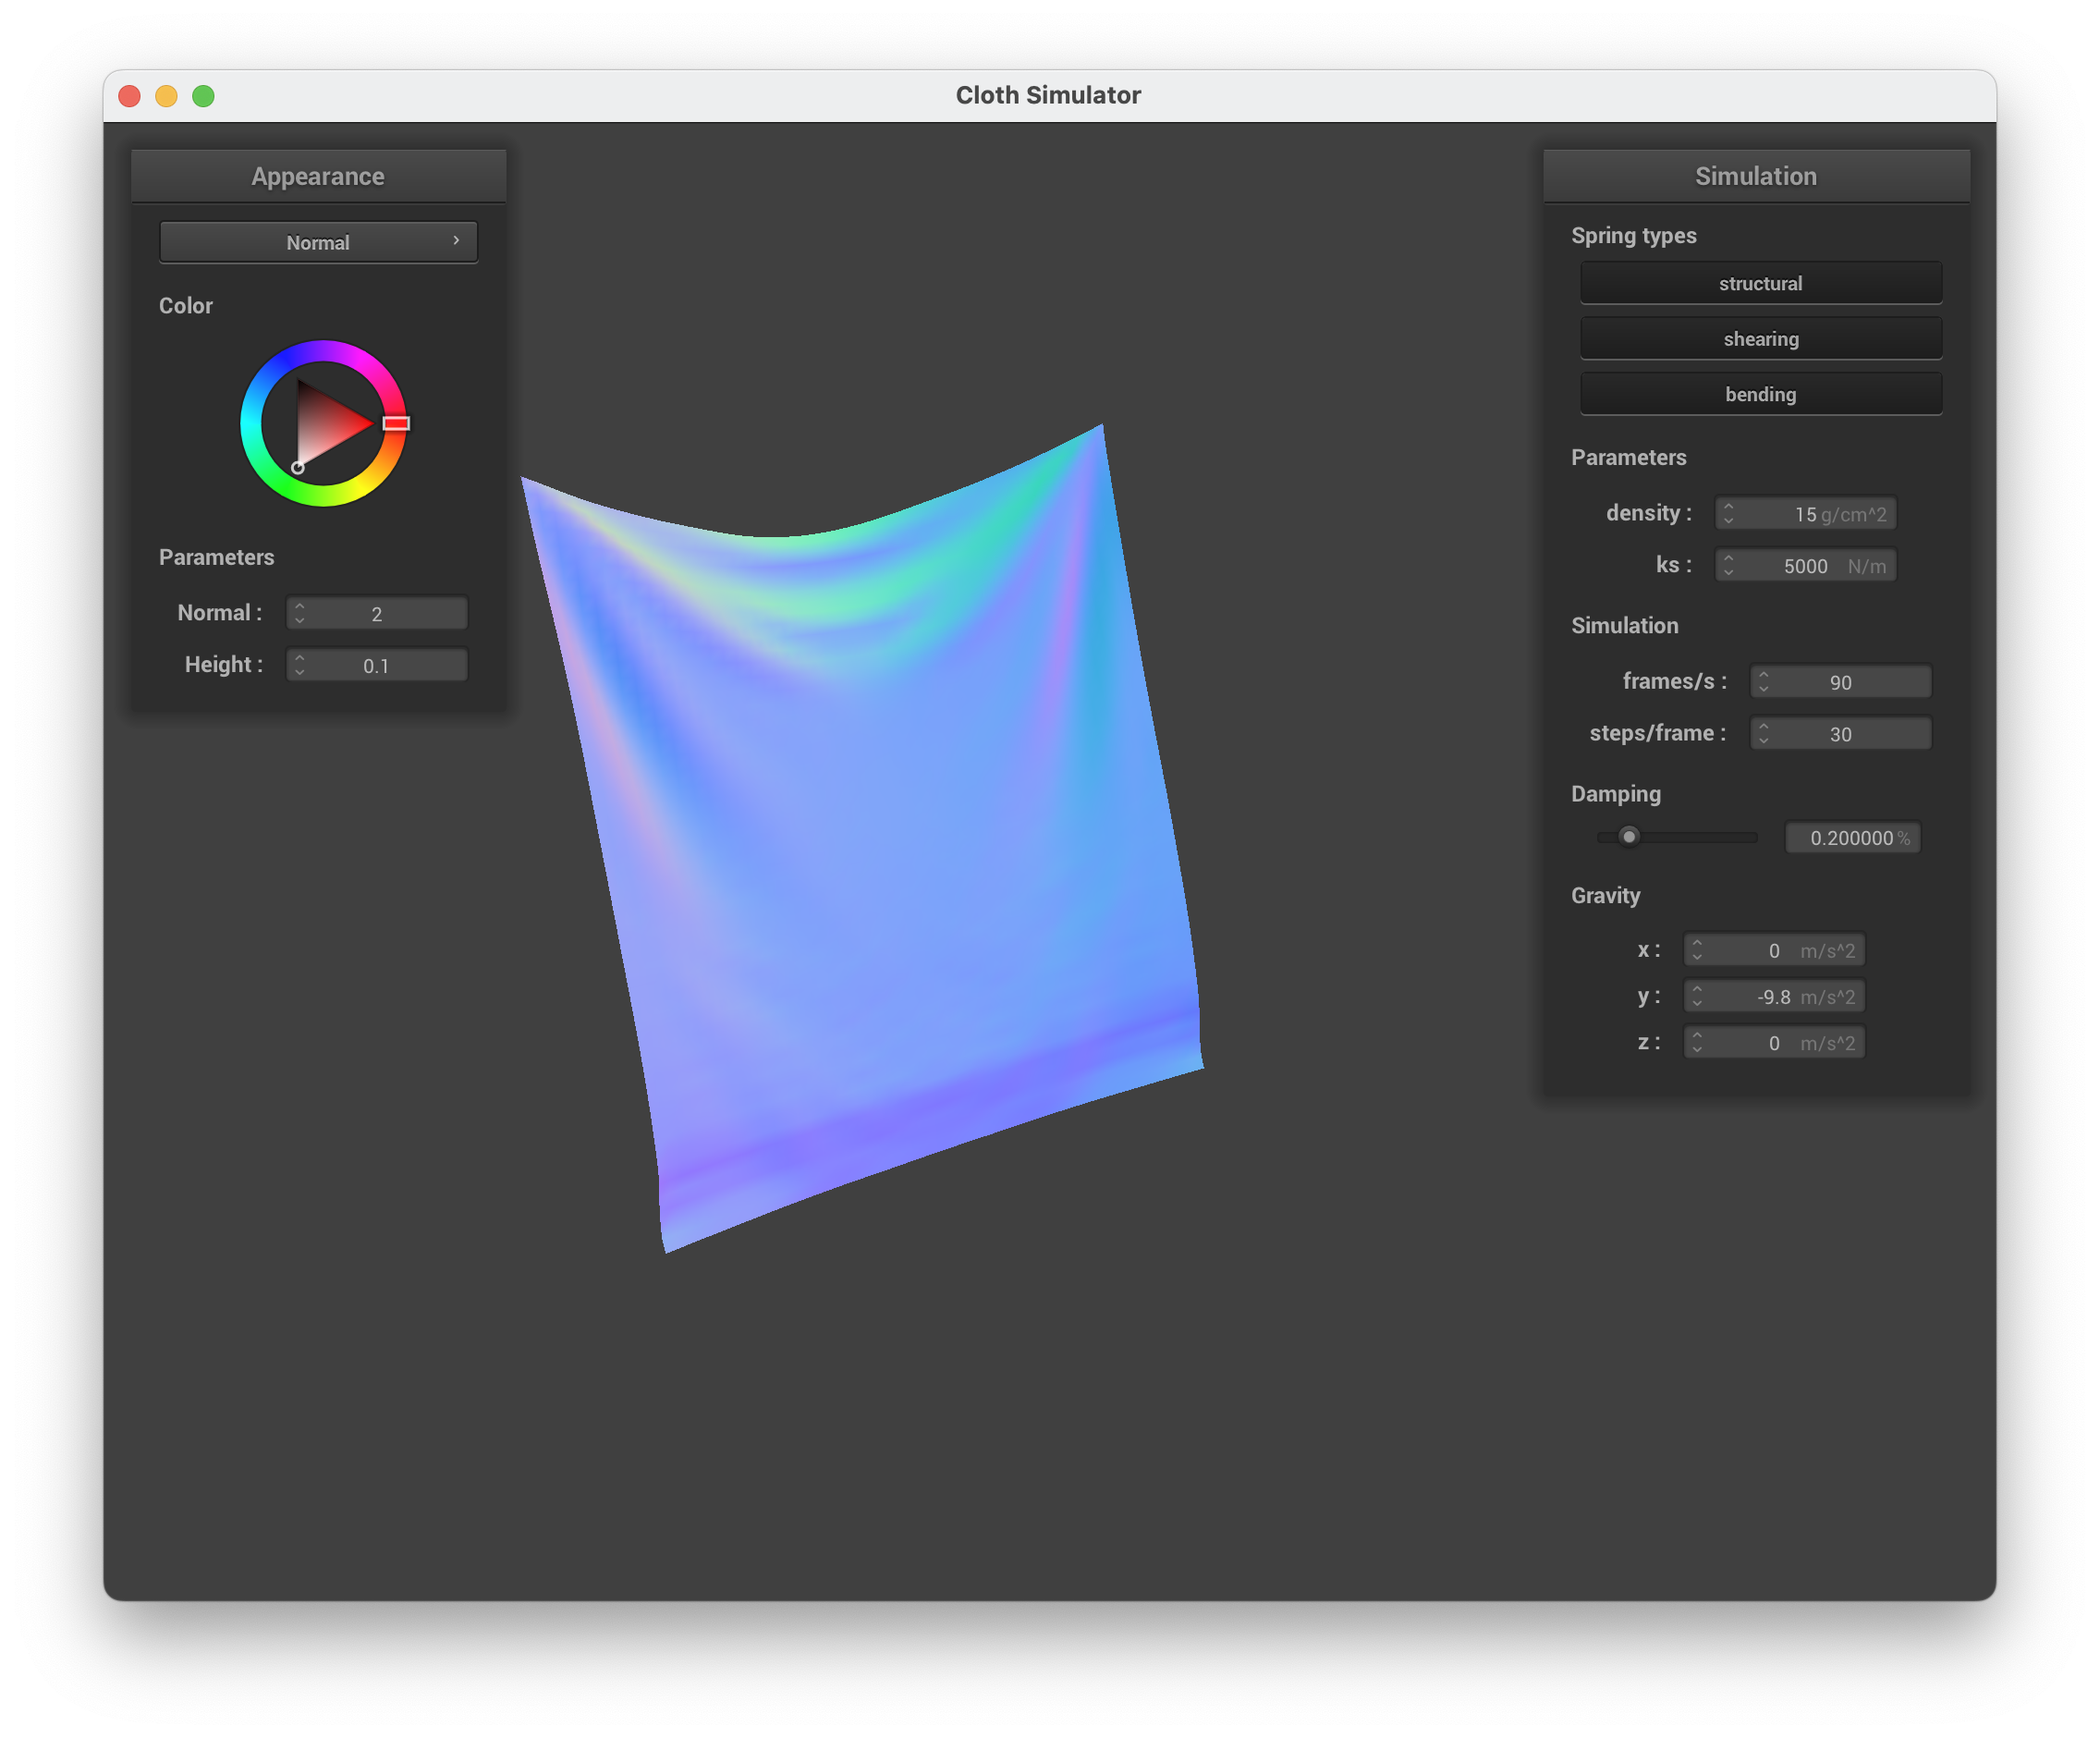 Cloth Simulator
Appearance
Normal
Color
Parameters
Normal : 2
Height : 0.1
Simulation
Spring types
structural
shearing
bending
Parameters
density : 15 g/cm^2
ks : 5000 N/m
Simulation
frames/s : 90
steps/frame : 30
Damping
0.200000 %
Gravity
x : 0 m/s^2
y : -9.8 m/s^2
z : 0 m/s^2